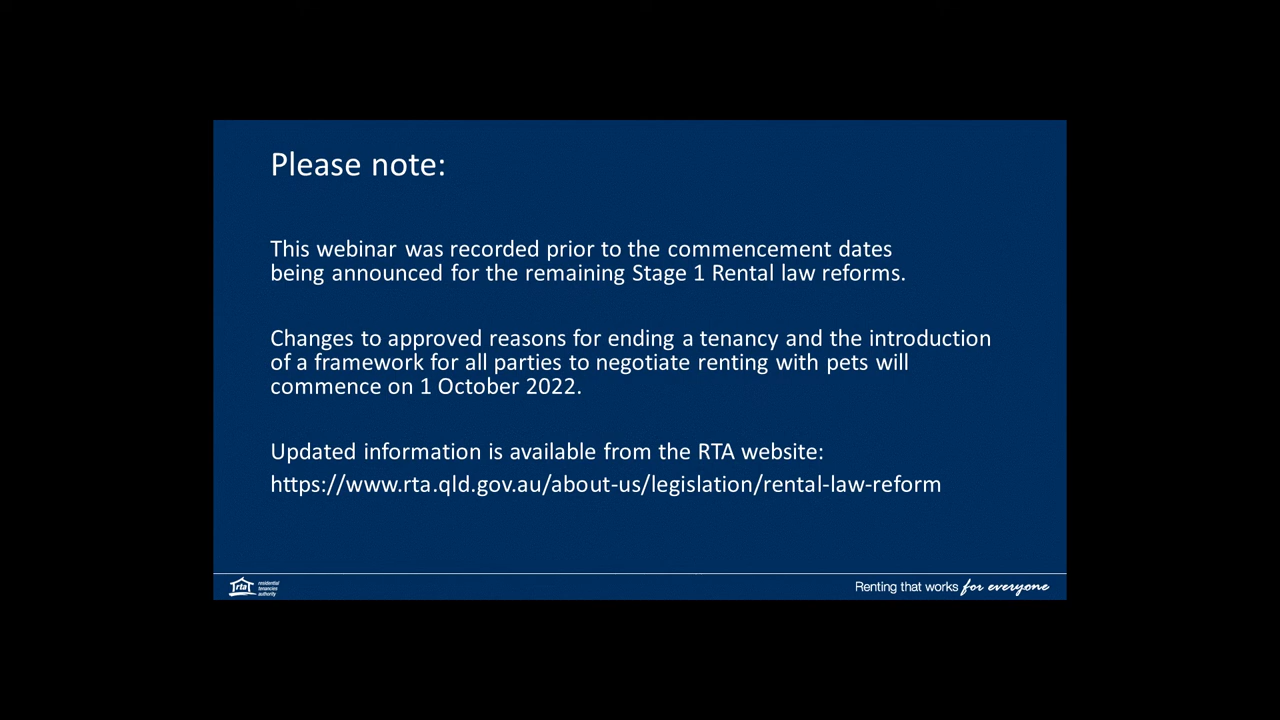 Please note:
This webinar was recorded prior to the commencement dates
being announced for the remaining Stage 1 Rental law reforms.
Changes to approved reasons for ending a tenancy and the introduction
of a framework for all parties to negotiate renting with pets will
commence on 1 October 2022.
Updated information is available from the RTA website:
https://www.rta.qld.gov.au/about-us/legislation/rental-law-reform
rta
residential
tenancies
authority
Renting that works for everyone